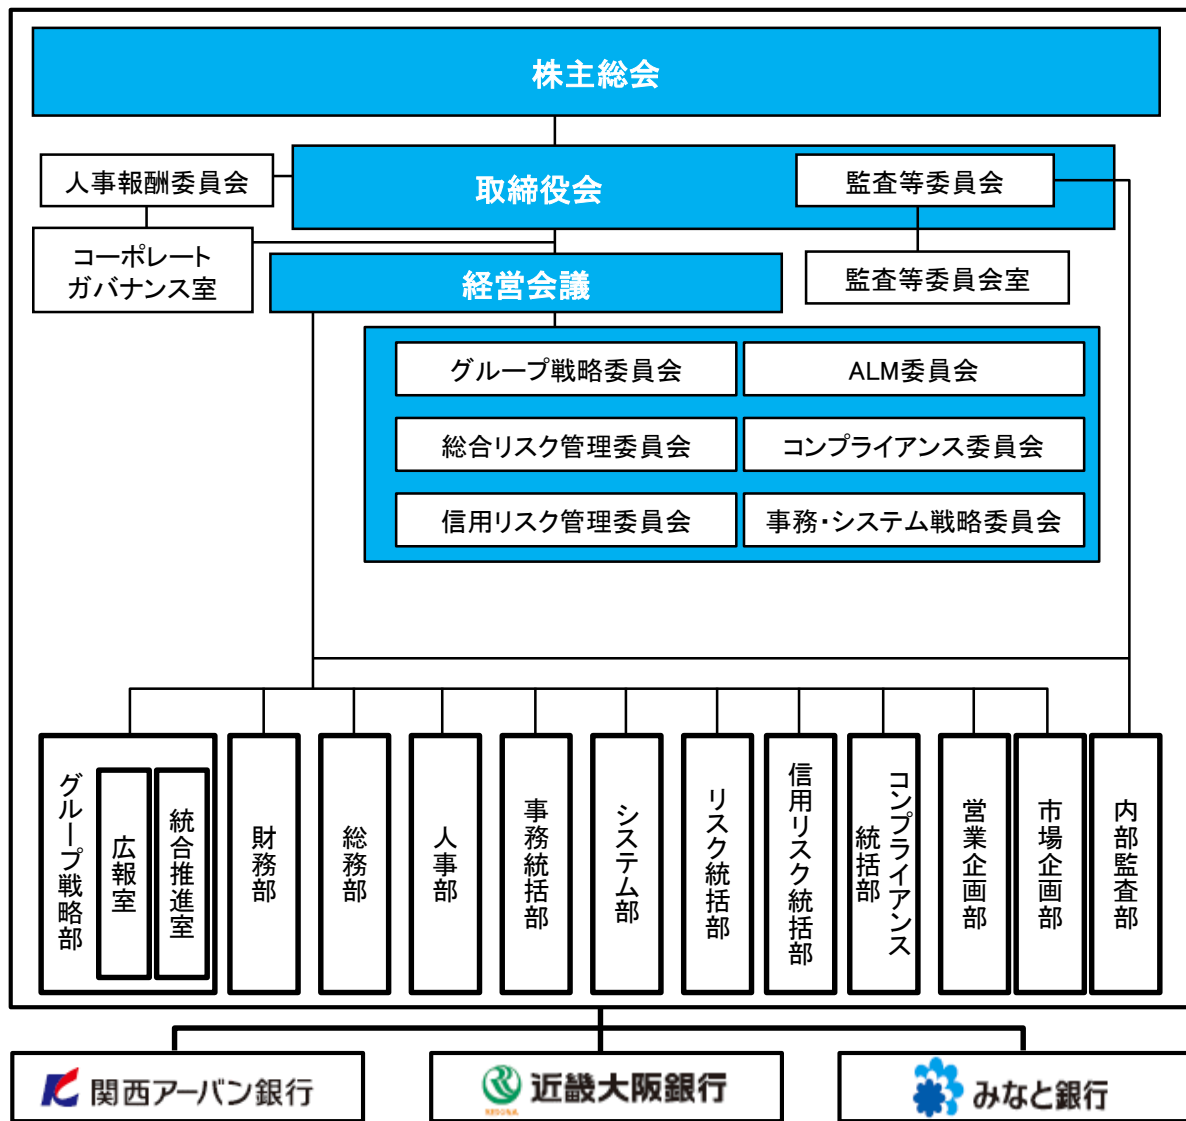 株主総会
人事報酬委員会
取締役会
監査等委員会
コーポレート
ガバナンス室
経営会議
監査等委員会室
グループ戦略委員会
ALM委員会
総合リスク管理委員会
コンプライアンス委員会
信用リスク管理委員会
事務・システム戦略委員会
グループ戦略部
広報室
統合推進室
財務部
総務部
人事部
事務統括部
システム部
リスク統括部
信用リスク統括部
コンプライアンス
統括部
営業企画部
市場企画部
内部監査部
関西アーバン銀行
RESONA
近畿大阪銀行
みなと銀行